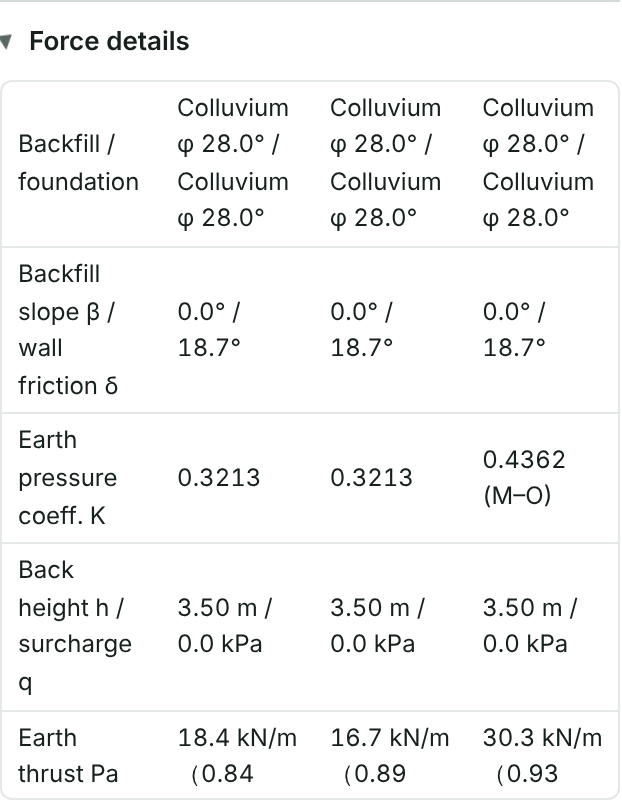 Force details
Backfill /
foundation
Colluvium
φ 28.0° /
Colluvium
φ 28.0°
Colluvium
φ 28.0° /
Colluvium
φ 28.0°
Colluvium
φ 28.0° /
Colluvium
φ 28.0°
Backfill
slope β /
wall
friction δ
0.0° /
18.7°
0.0° /
18.7°
0.0° /
18.7°
Earth
pressure
coeff. K
0.3213
0.3213
0.4362
(M–O)
Back
height h /
surcharge
q
3.50 m /
0.0 kPa
3.50 m /
0.0 kPa
3.50 m /
0.0 kPa
Earth
thrust Pa
18.4 kN/m
（0.84
16.7 kN/m
（0.89
30.3 kN/m
（0.93